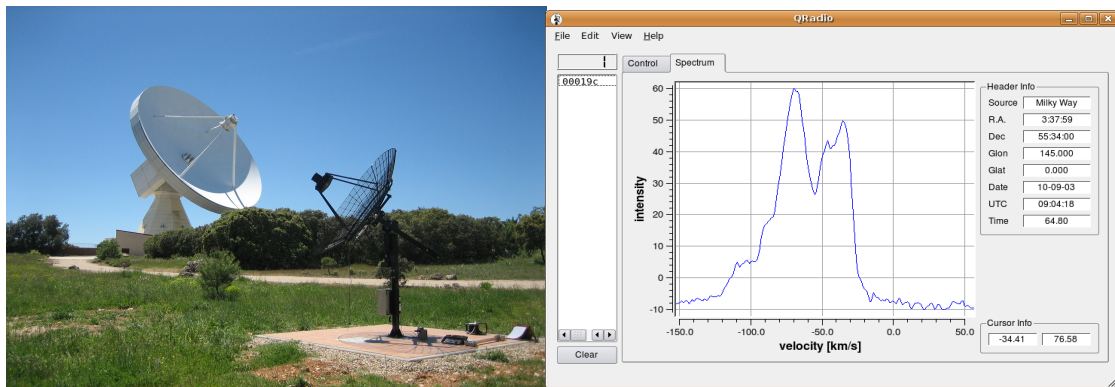 QRadio
File Edit View Help
00019c
Control Spectrum
Header Info
Source Milky Way
R.A. 3:37:59
Dec 55:34:00
Glon 145.000
Glat 0.000
Date 10-09-03
UTC 09:04:18
Time 64.80
intensity
60
50
40
30
20
10
0
-10
-150.0 -100.0 -50.0 0.0 50.0
velocity [km/s]
Cursor Info
-34.41 76.58
Clear